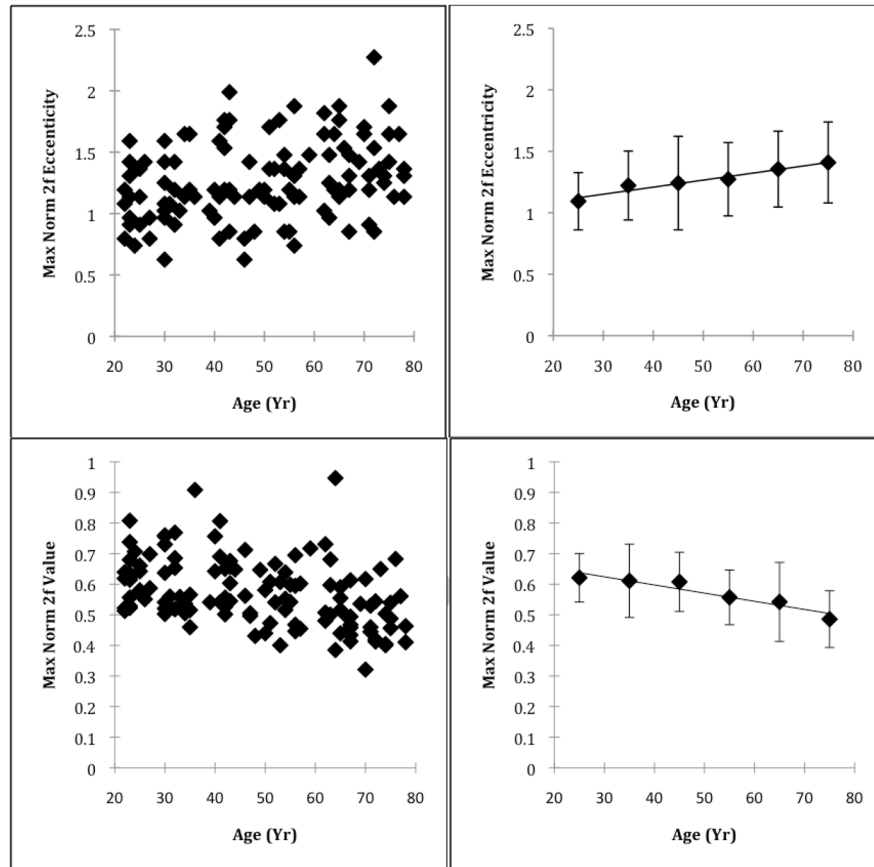 Max Norm 2f Eccenticity
2.5
2
1.5
1
0.5
0
20 30 40 50 60 70 80
Age (Yr)
Max Norm 2f Eccentricity
2.5
2
1.5
1
0.5
0
20 30 40 50 60 70 80
Age (Yr)
Max Norm 2f Value
1
0.9
0.8
0.7
0.6
0.5
0.4
0.3
0.2
0.1
0
20 30 40 50 60 70 80
Age (Yr)
Max Norm 2f Value
1
0.9
0.8
0.7
0.6
0.5
0.4
0.3
0.2
0.1
0
20 30 40 50 60 70 80
Age (Yr)